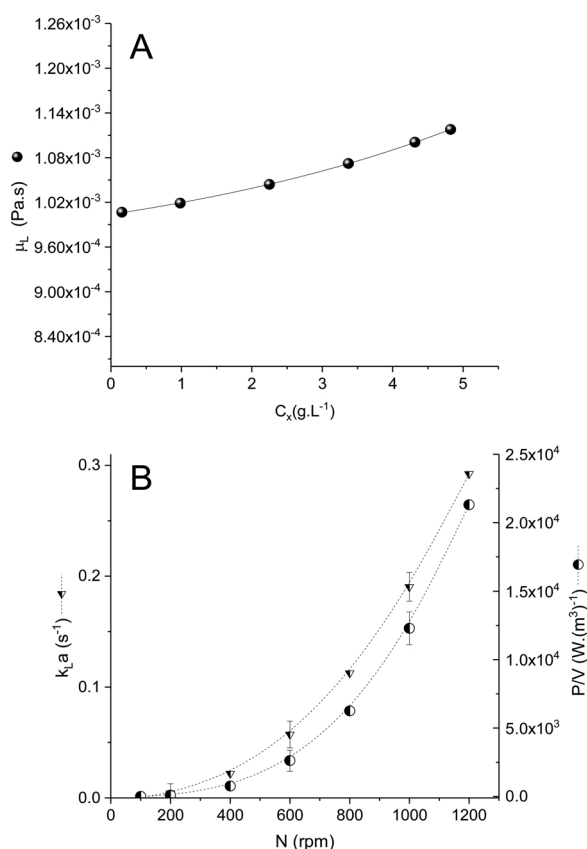 A
1.26x10⁻³
1.20x10⁻³
1.14x10⁻³
1.08x10⁻³
1.02x10⁻³
9.60x10⁻⁴
9.00x10⁻⁴
8.40x10⁻⁴
μL (Pa.s)
0 1 2 3 4 5
Cx(g.L⁻¹)
B
0.3
0.2
0.1
0.0
kLa (s⁻¹)
2.5x10⁴
2.0x10⁴
1.5x10⁴
1.0x10⁴
5.0x10³
0.0
P/V (W.(m³)⁻¹)
0 200 400 600 800 1000 1200
N (rpm)